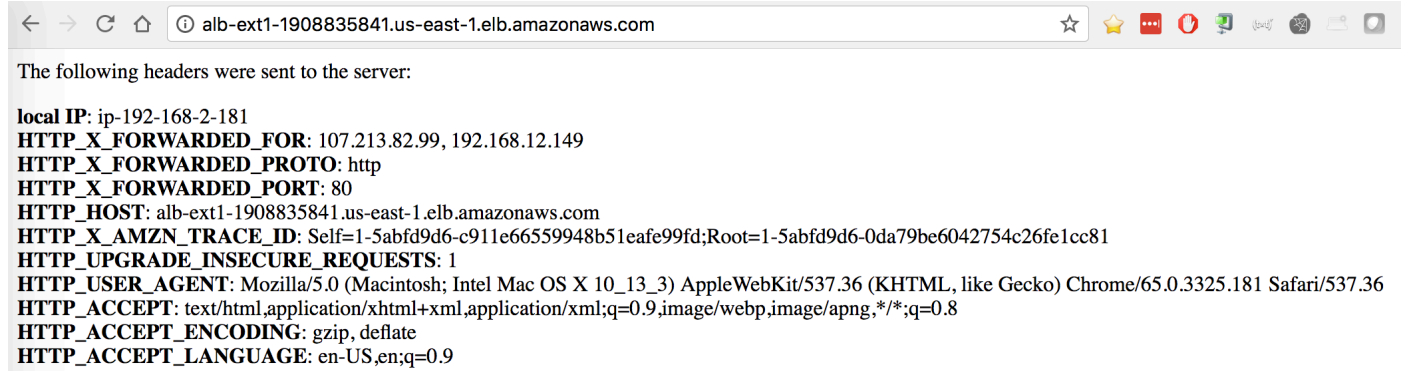 alb-ext1-1908835841.us-east-1.elb.amazonaws.com
The following headers were sent to the server:
local IP: ip-192-168-2-181
HTTP_X_FORWARDED_FOR: 107.213.82.99, 192.168.12.149
HTTP_X_FORWARDED_PROTO: http
HTTP_X_FORWARDED_PORT: 80
HTTP_HOST: alb-ext1-1908835841.us-east-1.elb.amazonaws.com
HTTP_X_AMZN_TRACE_ID: Self=1-5abfd9d6-c911e66559948b51eafe99fd;Root=1-5abfd9d6-0da79be6042754c26fe1cc81
HTTP_UPGRADE_INSECURE_REQUESTS: 1
HTTP_USER_AGENT: Mozilla/5.0 (Macintosh; Intel Mac OS X 10_13_3) AppleWebKit/537.36 (KHTML, like Gecko) Chrome/65.0.3325.181 Safari/537.36
HTTP_ACCEPT: text/html,application/xhtml+xml,application/xml;q=0.9,image/webp,image/apng,*/*;q=0.8
HTTP_ACCEPT_ENCODING: gzip, deflate
HTTP_ACCEPT_LANGUAGE: en-US,en;q=0.9